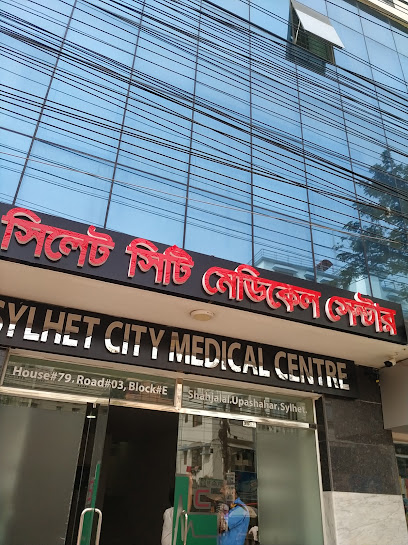 সিলেট সিটি মেডিকেল সেন্টার
SYLHET CITY MEDICAL CENTRE
House#79, Road#03, Block#E
Shahjalal Upashahar, Sylhet.